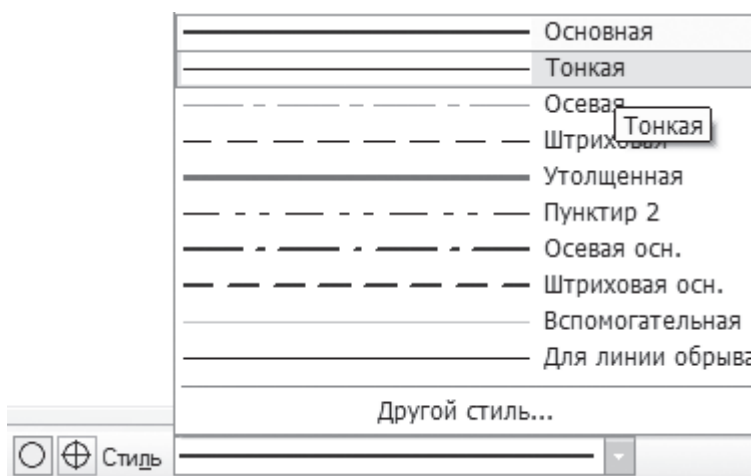 Основная
Тонкая
Осевая
Тонкая
Штриховая
Утолщенная
Пунктир 2
Осевая осн.
Штриховая осн.
Вспомогательная
Для линии обрыва
Другой стиль...
Стиль